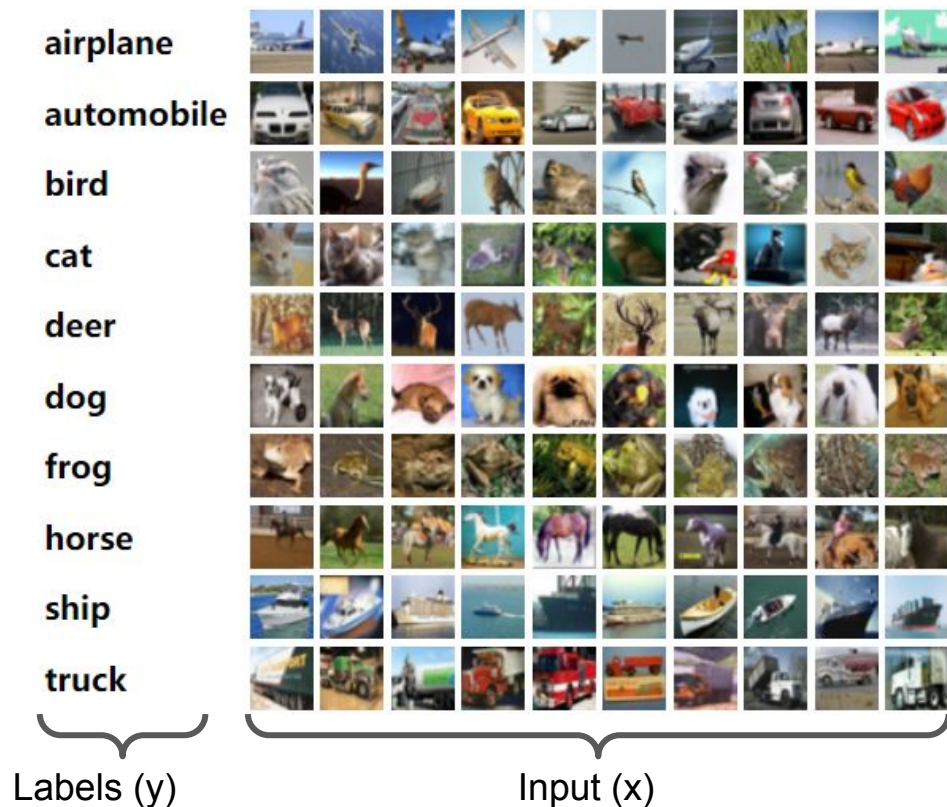 airplane
automobile
bird
cat
deer
dog
frog
horse
ship
truck
Labels (y)
Input (x)